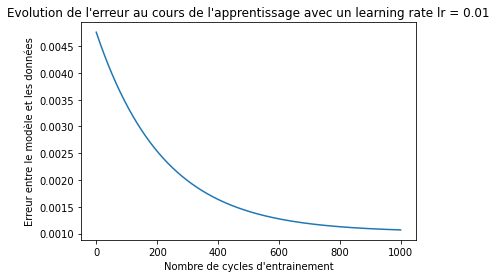 Evolution de l'erreur au cours de l'apprentissage avec un learning rate lr = 0.01
Erreur entre le modèle et les données
0.0045
0.0040
0.0035
0.0030
0.0025
0.0020
0.0015
0.0010
0 200 400 600 800 1000
Nombre de cycles d'entrainement